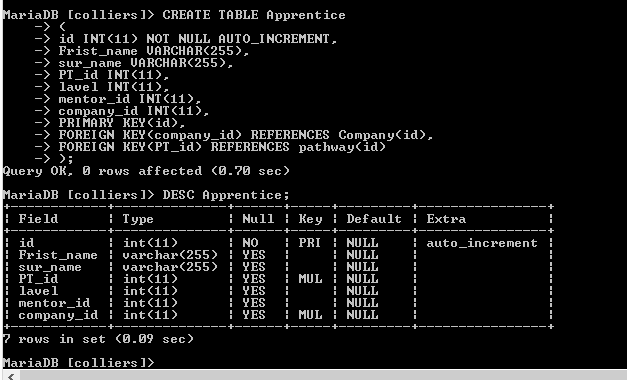 MariaDB [colliers]> CREATE TABLE Apprentice
-> (
-> id INT(11) NOT NULL AUTO_INCREMENT,
-> Frist_name VARCHAR(255),
-> sur_name VARCHAR(255),
-> PT_id INT(11),
-> lavel INT(11),
-> mentor_id INT(11),
-> company_id INT(11),
-> PRIMARY KEY(id),
-> FOREIGN KEY(company_id) REFERENCES Company(id),
-> FOREIGN KEY(PT_id) REFERENCES pathway(id)
-> );
Query OK, 0 rows affected (0.70 sec)
MariaDB [colliers]> DESC Apprentice;
+------------+--------------+------+-----+---------+----------------+
| Field | Type | Null | Key | Default | Extra |
+------------+--------------+------+-----+---------+----------------+
| id | int(11) | NO | PRI | NULL | auto_increment |
| Frist_name | varchar(255) | YES | | NULL | |
| sur_name | varchar(255) | YES | | NULL | |
| PT_id | int(11) | YES | MUL | NULL | |
| lavel | int(11) | YES | | NULL | |
| mentor_id | int(11) | YES | | NULL | |
| company_id | int(11) | YES | MUL | NULL | |
+------------+--------------+------+-----+---------+----------------+
7 rows in set (0.09 sec)
MariaDB [colliers]>